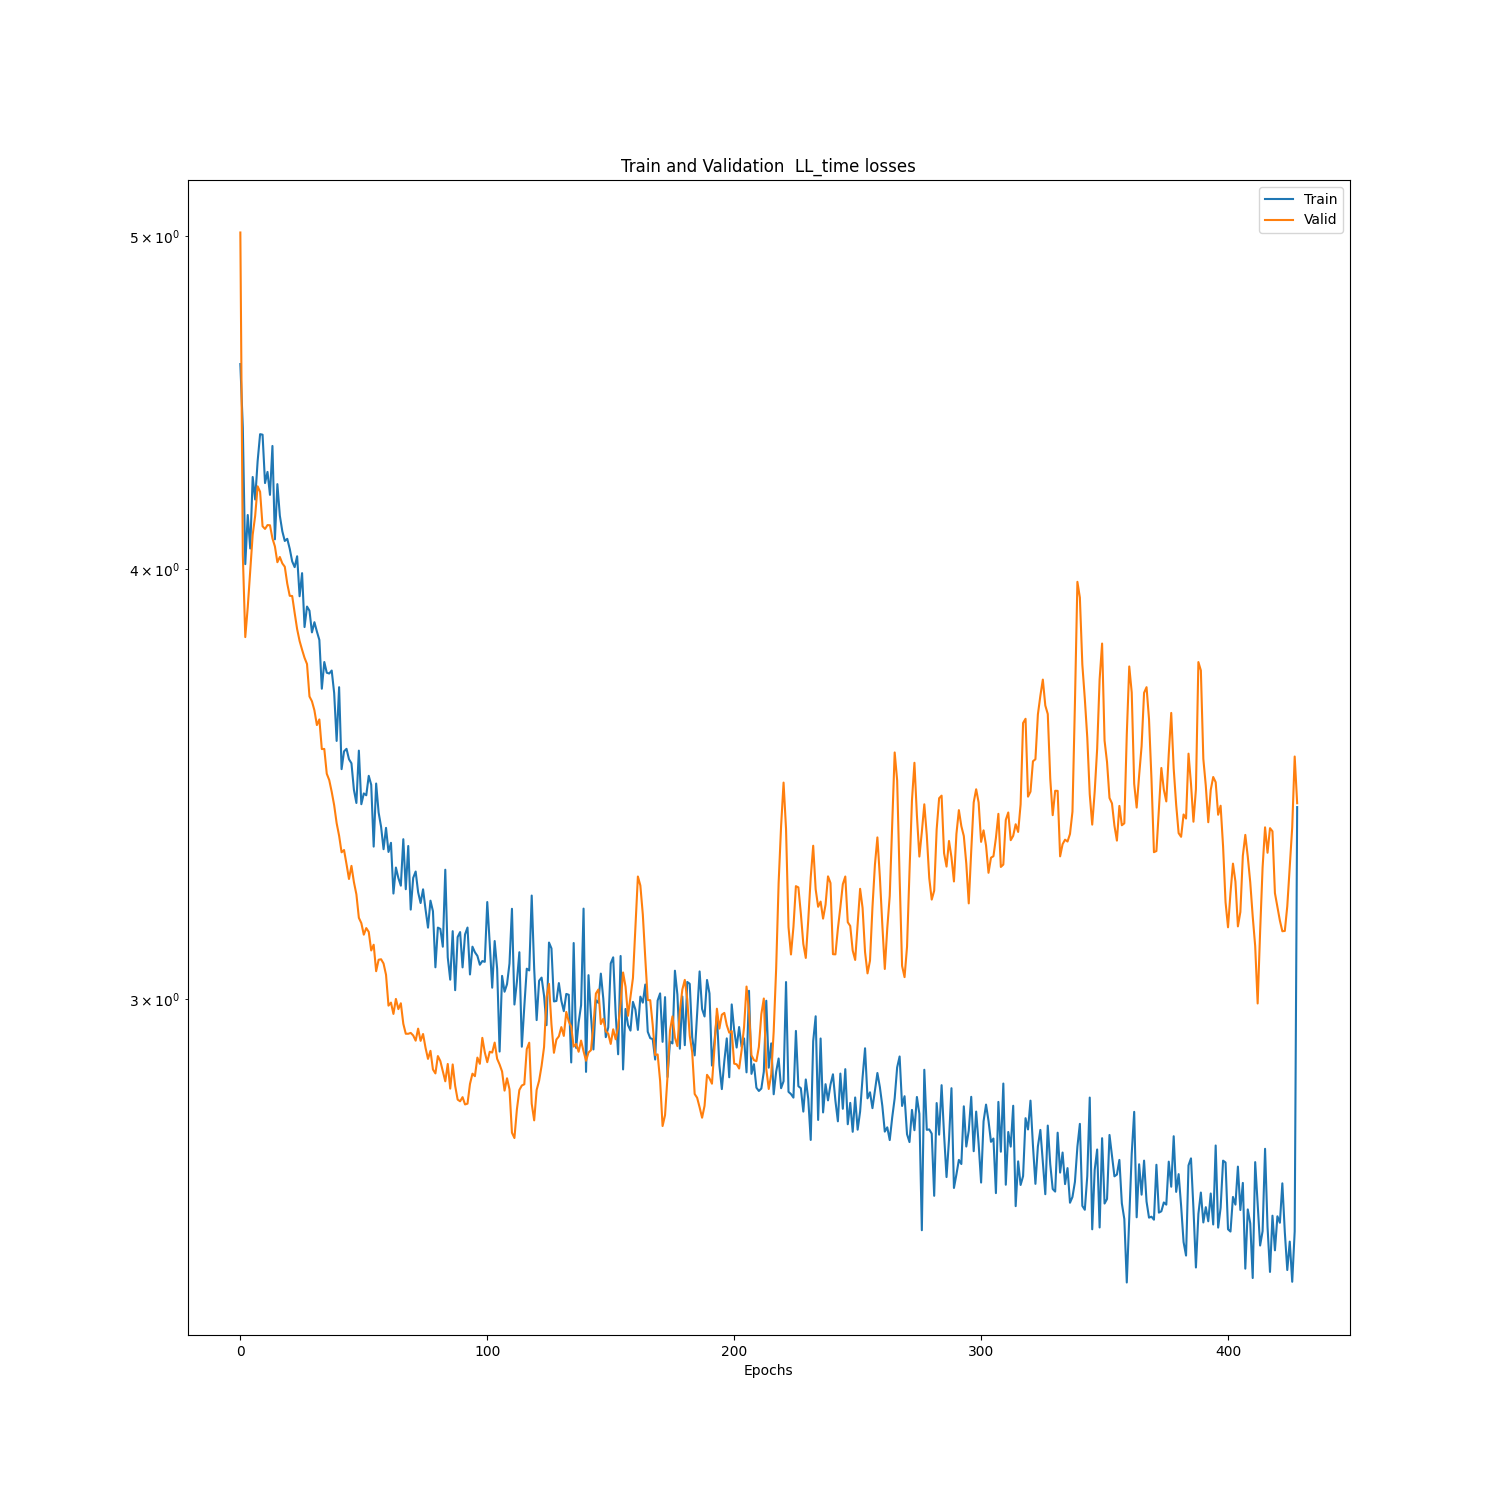 Train and Validation  LL_time losses
Train
Valid
5 × 10⁰
4 × 10⁰
3 × 10⁰
0 100 200 300 400
Epochs